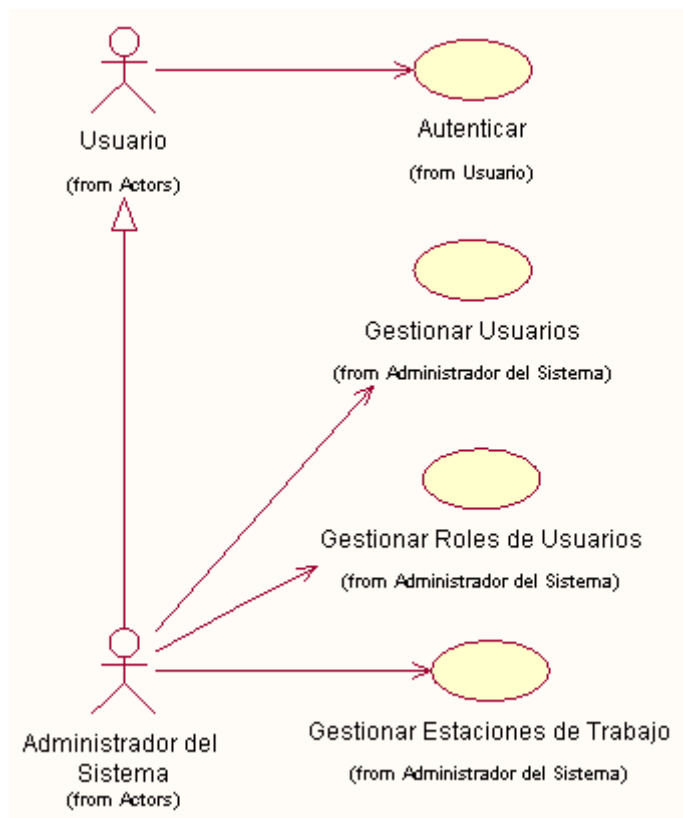 Usuario
(from Actors)
Autenticar
(from Usuario)
Gestionar Usuarios
(from Administrador del Sistema)
Gestionar Roles de Usuarios
(from Administrador del Sistema)
Administrador del
Sistema
(from Actors)
Gestionar Estaciones de Trabajo
(from Administrador del Sistema)